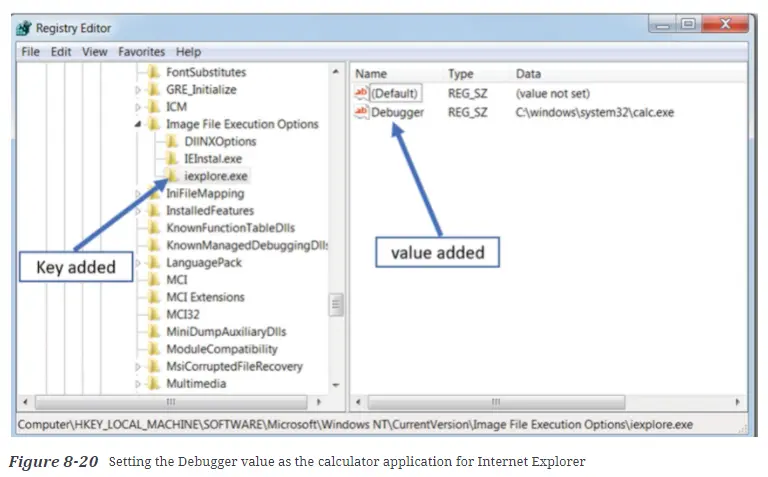 Registry Editor
File Edit View Favorites Help
FontSubstitutes
GRE_Initialize
ICM
Image File Execution Options
DllNXOptions
IEInstal.exe
iexplore.exe
IniFileMapping
InstalledFeatures
KnownFunctionTableDlls
KnownManagedDebuggingDlls
LanguagePack
MCI
MCI Extensions
MCI32
MiniDumpAuxiliaryDlls
ModuleCompatibility
MsiCorruptedFileRecovery
Multimedia
Key added
Name Type Data
ab (Default) REG_SZ (value not set)
ab Debugger REG_SZ C:\windows\system32\calc.exe
value added
Computer\HKEY_LOCAL_MACHINE\SOFTWARE\Microsoft\Windows NT\CurrentVersion\Image File Execution Options\iexplore.exe
Figure 8-20 Setting the Debugger value as the calculator application for Internet Explorer